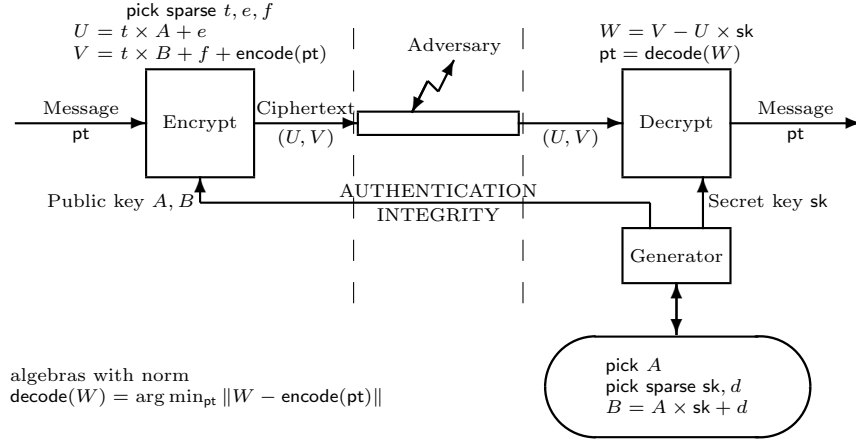 pick sparse t, e, f
U = t × A + e
V = t × B + f + encode(pt)
W = V − U × sk
pt = decode(W)
Adversary
Message
pt
Encrypt
Ciphertext
(U, V)
(U, V)
Decrypt
Message
pt
Public key A, B
AUTHENTICATION
INTEGRITY
Secret key sk
Generator
pick A
pick sparse sk, d
B = A × sk + d
algebras with norm
decode(W) = arg min_pt ‖W − encode(pt)‖